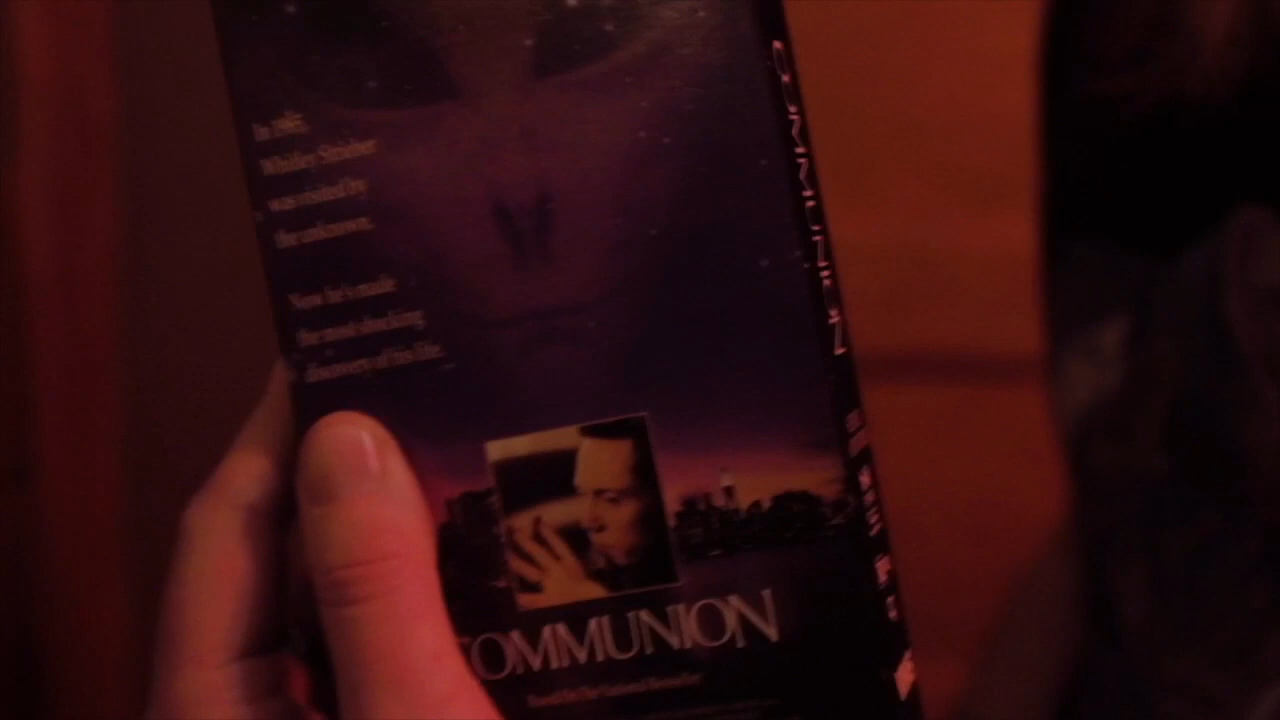 In 1985,
Whitley Strieber
was visited by
the unknown.
Now he's made
the most shocking
discovery of his life.
COMMUNION
COMMUNION